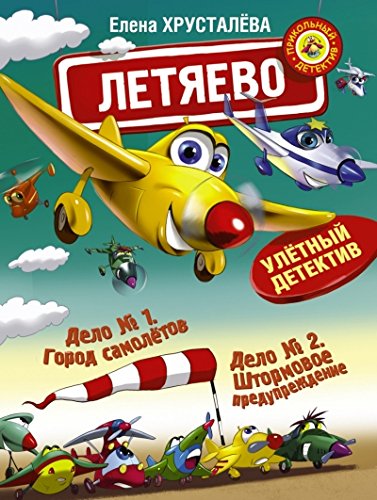 Елена ХРУСТАЛЁВА
ПРИКОЛЬНЫЙ
ДЕТЕКТИВ
ЛЕТЯЕВО
УЛЁТНЫЙ
ДЕТЕКТИВ
Дело № 1.
Город самолётов
Дело № 2.
Штормовое
предупреждение